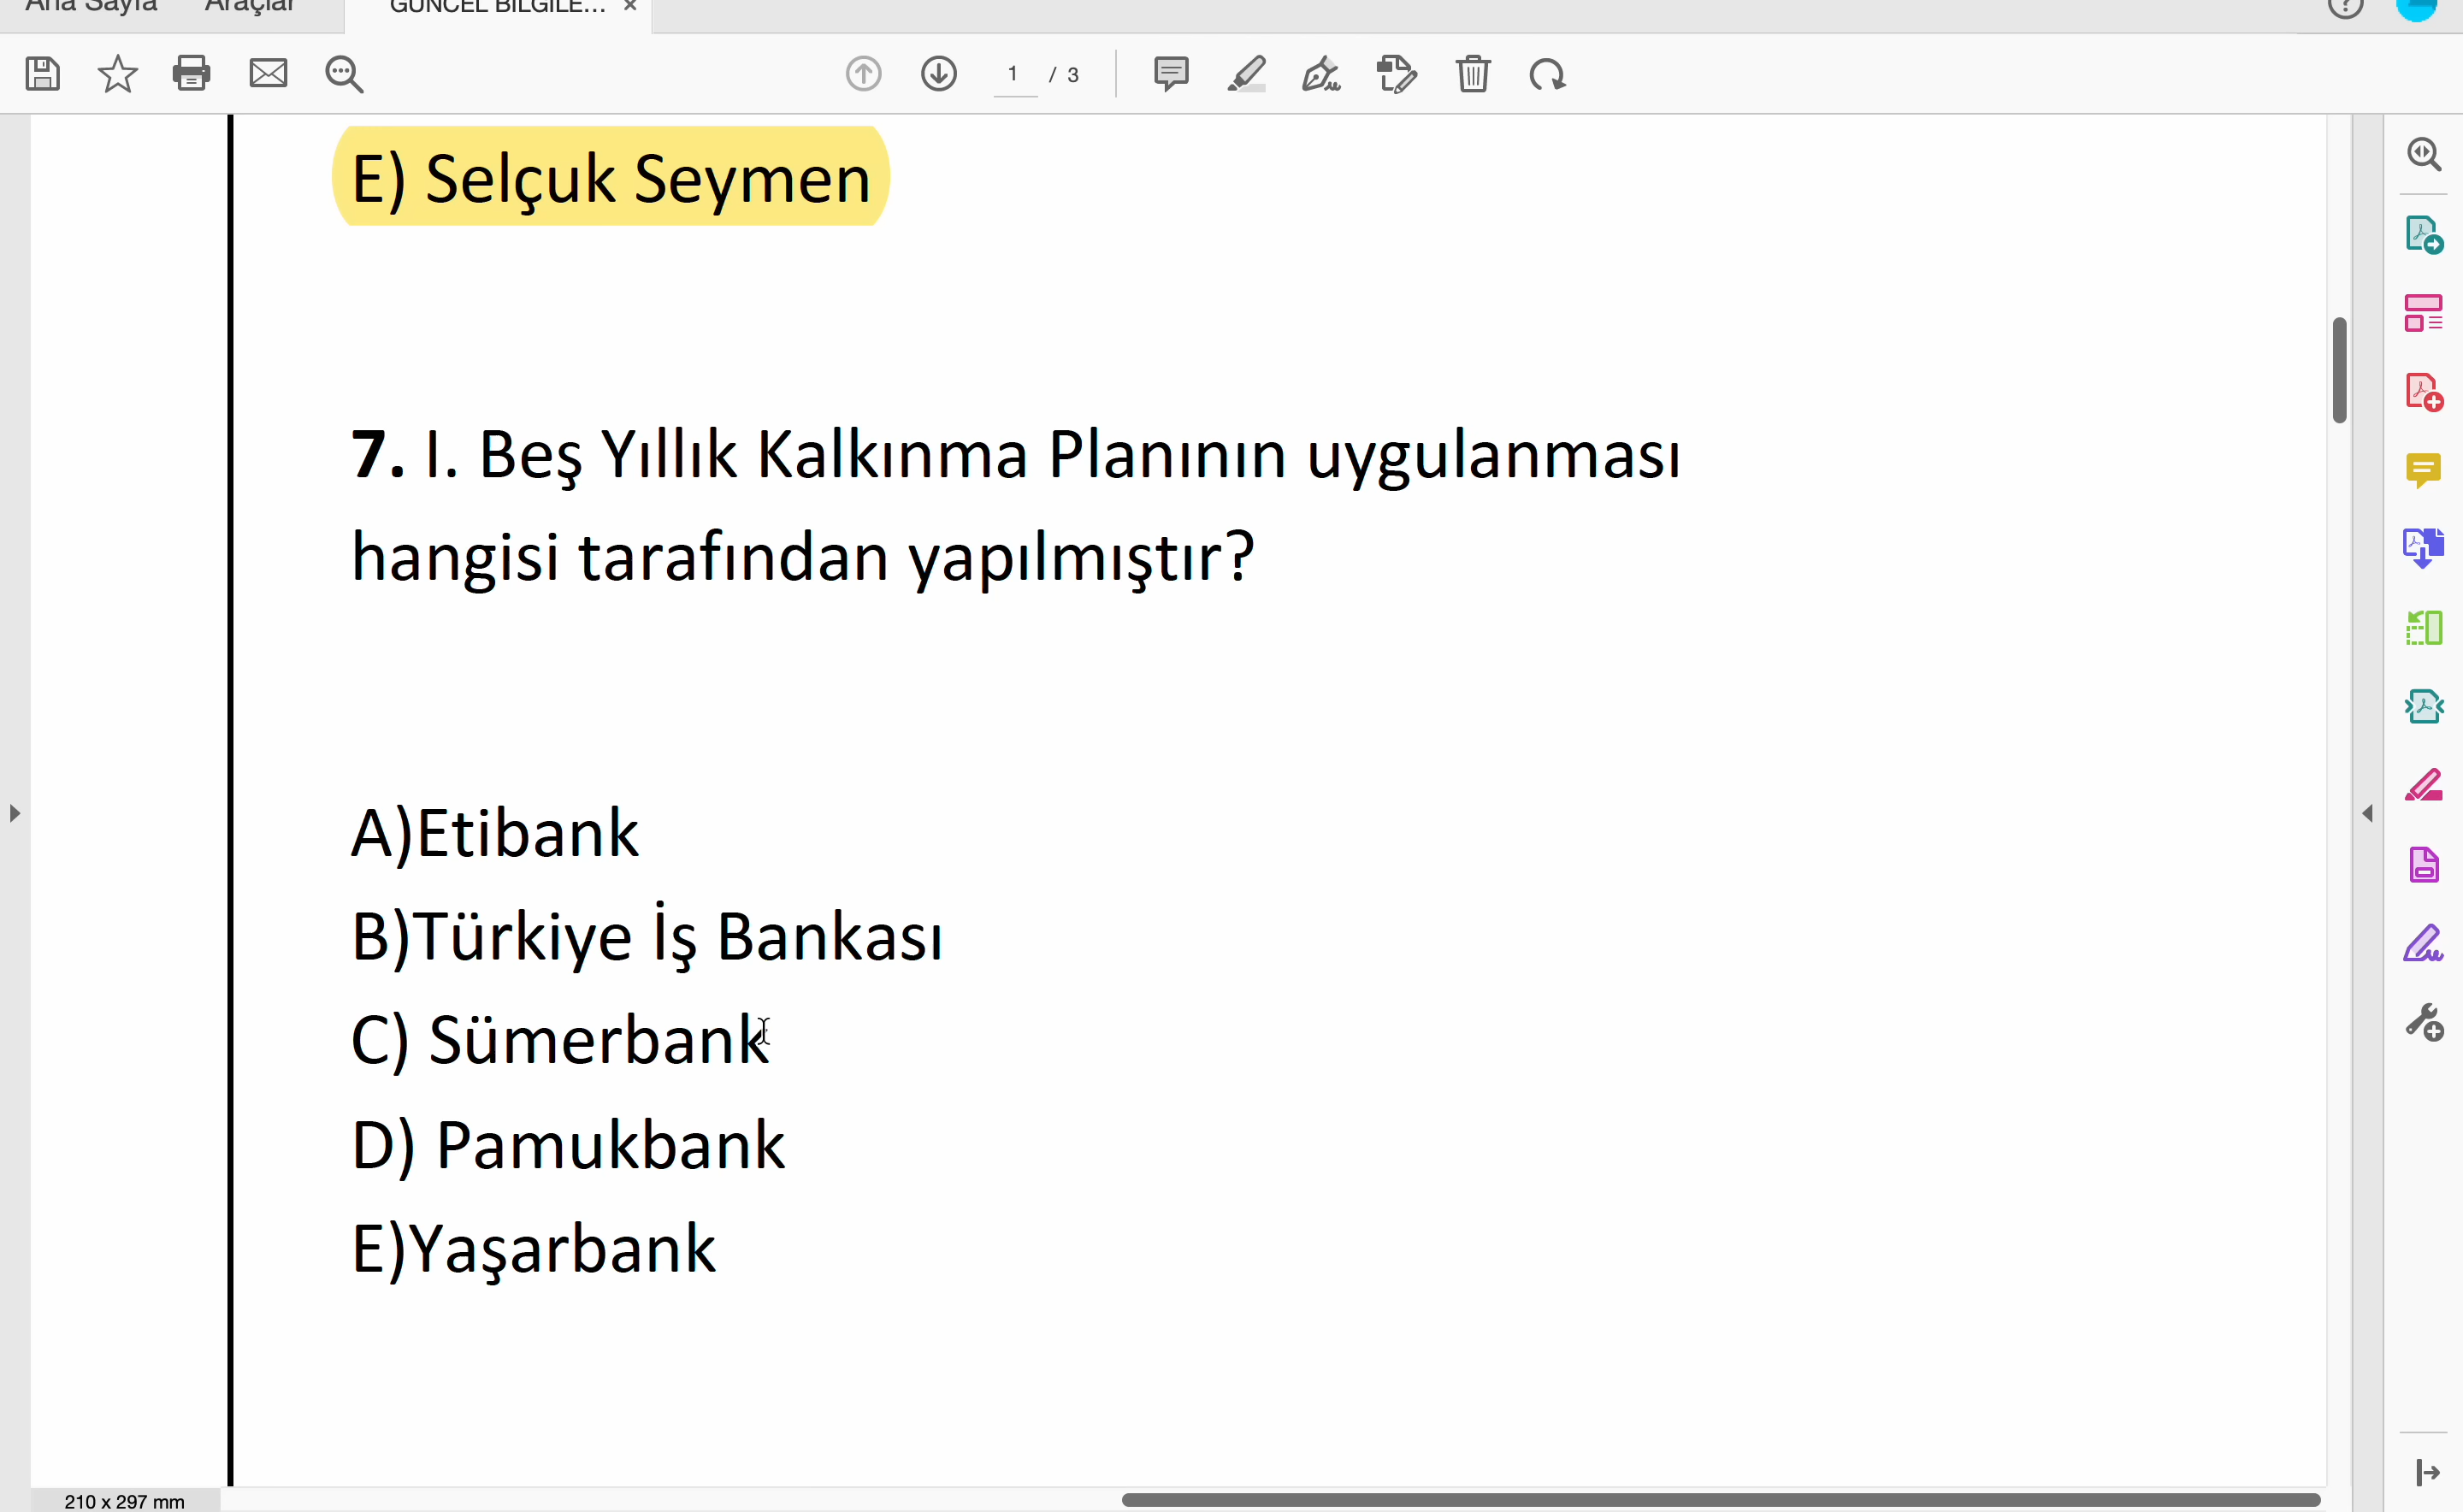 Ana Sayfa Araçlar GÜNCEL BİLGİLE... ×
1 / 3
E) Selçuk Seymen
7. I. Beş Yıllık Kalkınma Planının uygulanması
hangisi tarafından yapılmıştır?
A)Etibank
B)Türkiye İş Bankası
C) Sümerbank
D) Pamukbank
E)Yaşarbank
210 x 297 mm